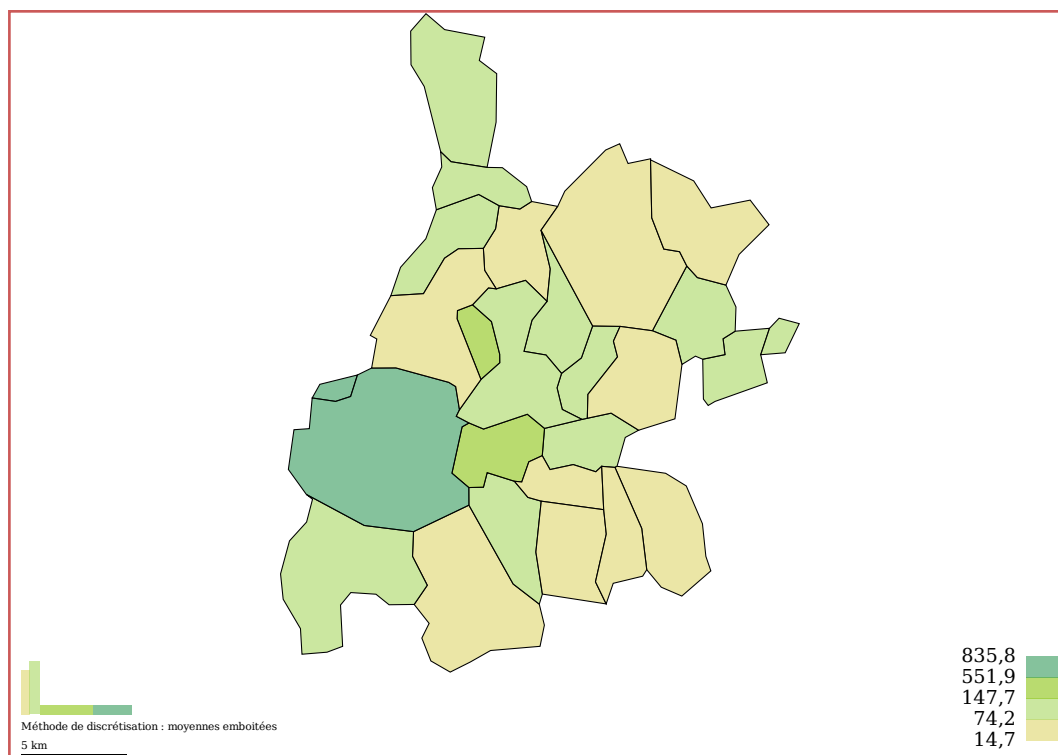 835,8
551,9
147,7
74,2
14,7
Méthode de discrétisation : moyennes emboitées
5 km